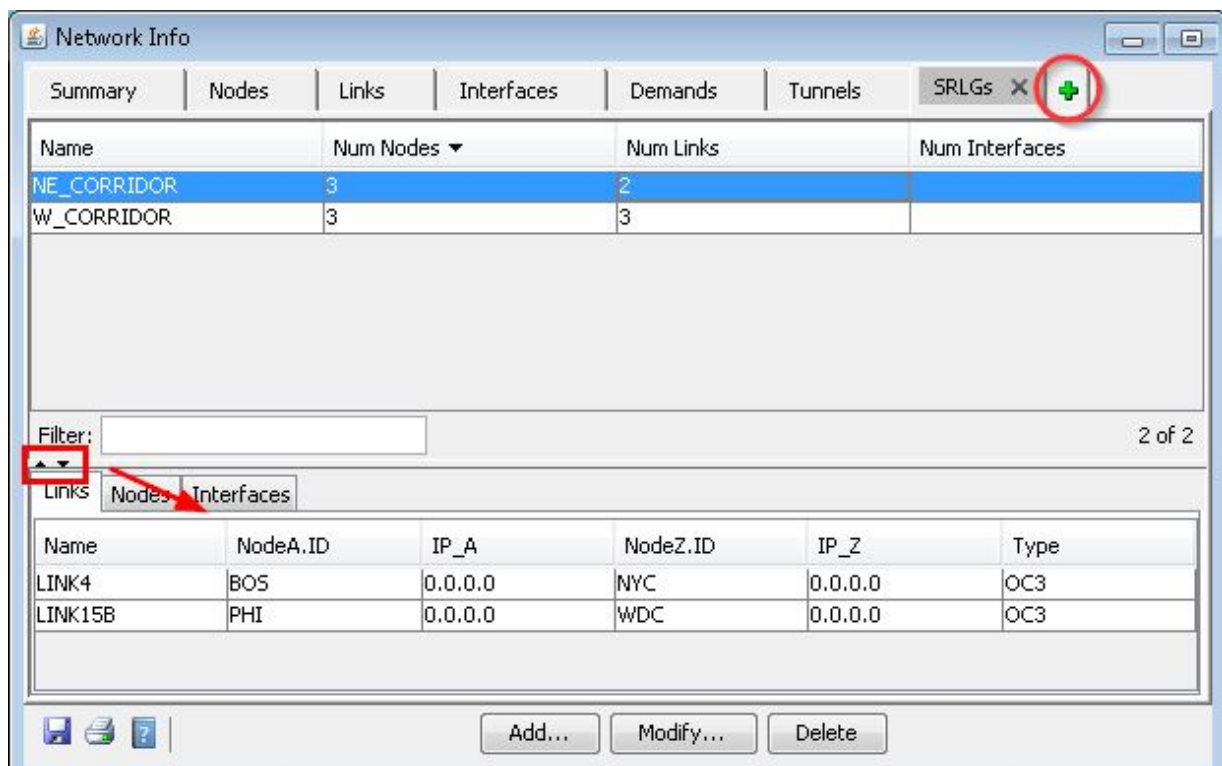 Network Info
Summary Nodes Links Interfaces Demands Tunnels SRLGs
Name Num Nodes Num Links Num Interfaces
NE_CORRIDOR 3 2
W_CORRIDOR 3 3
Filter: 2 of 2
Links Nodes Interfaces
Name NodeA.ID IP_A NodeZ.ID IP_Z Type
LINK4 BOS 0.0.0.0 NYC 0.0.0.0 OC3
LINK15B PHI 0.0.0.0 WDC 0.0.0.0 OC3
Add... Modify... Delete